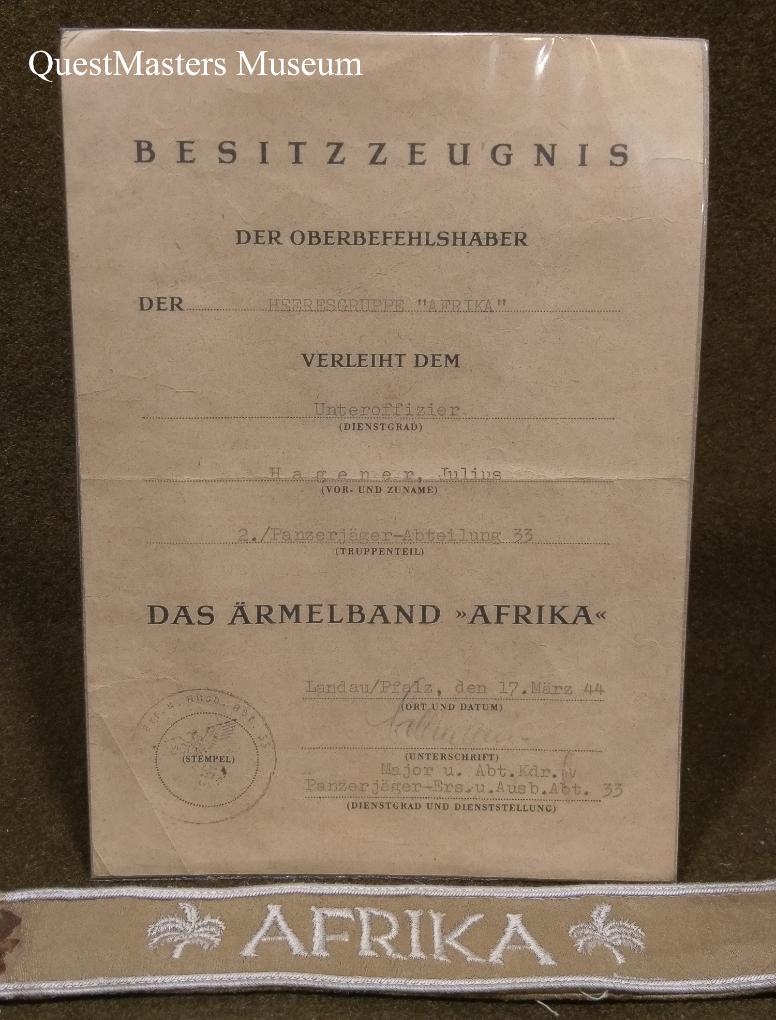 QuestMasters Museum
BESITZZEUGNIS
DER OBERBEFEHLSHABER
DER HEERESGRUPPE "AFRIKA"
VERLEIHT DEM
Unteroffizier
(DIENSTGRAD)
Hagener, Julius
(VOR- UND ZUNAME)
2./Panzerjäger-Abteilung 33
(TRUPPENTEIL)
DAS ÄRMELBAND »AFRIKA«
Landau/Pfalz, den 17.März 44
(ORT UND DATUM)
(STEMPEL)
(UNTERSCHRIFT)
Major u. Abt.Kdr.
Panzerjäger-Ers.u.Ausb.Abt. 33
(DIENSTGRAD UND DIENSTSTELLUNG)
AFRIKA